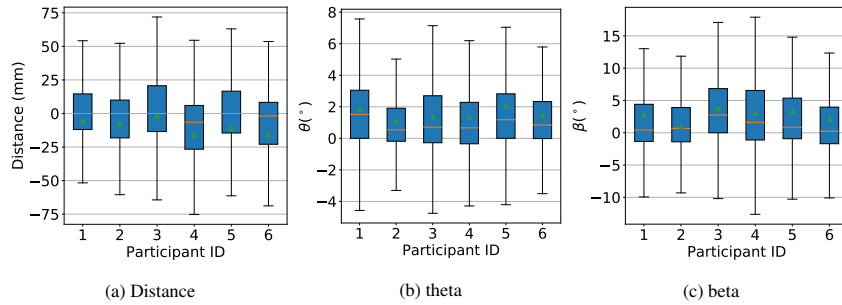 75
50
25
0
−25
−50
−75
Distance (mm)
1 2 3 4 5 6
Participant ID
(a) Distance
8
6
4
2
0
−2
−4
θ(°)
1 2 3 4 5 6
Participant ID
(b) theta
15
10
5
0
−5
−10
β(°)
1 2 3 4 5 6
Participant ID
(c) beta